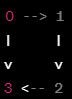 0 --> 1
|     |
v     v
3 <-- 2